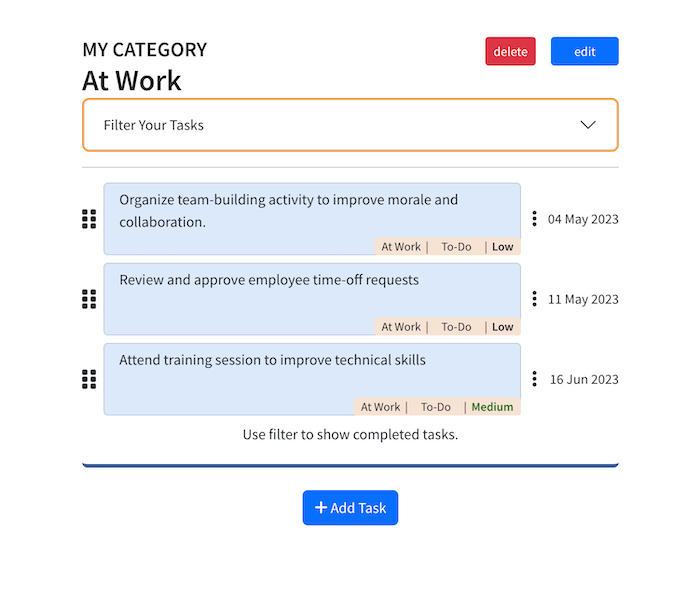 MY CATEGORY
delete
edit
At Work
Filter Your Tasks
Organize team-building activity to improve morale and
collaboration.
At Work | To-Do | Low
04 May 2023
Review and approve employee time-off requests
At Work | To-Do | Low
11 May 2023
Attend training session to improve technical skills
At Work | To-Do | Medium
16 Jun 2023
Use filter to show completed tasks.
+ Add Task